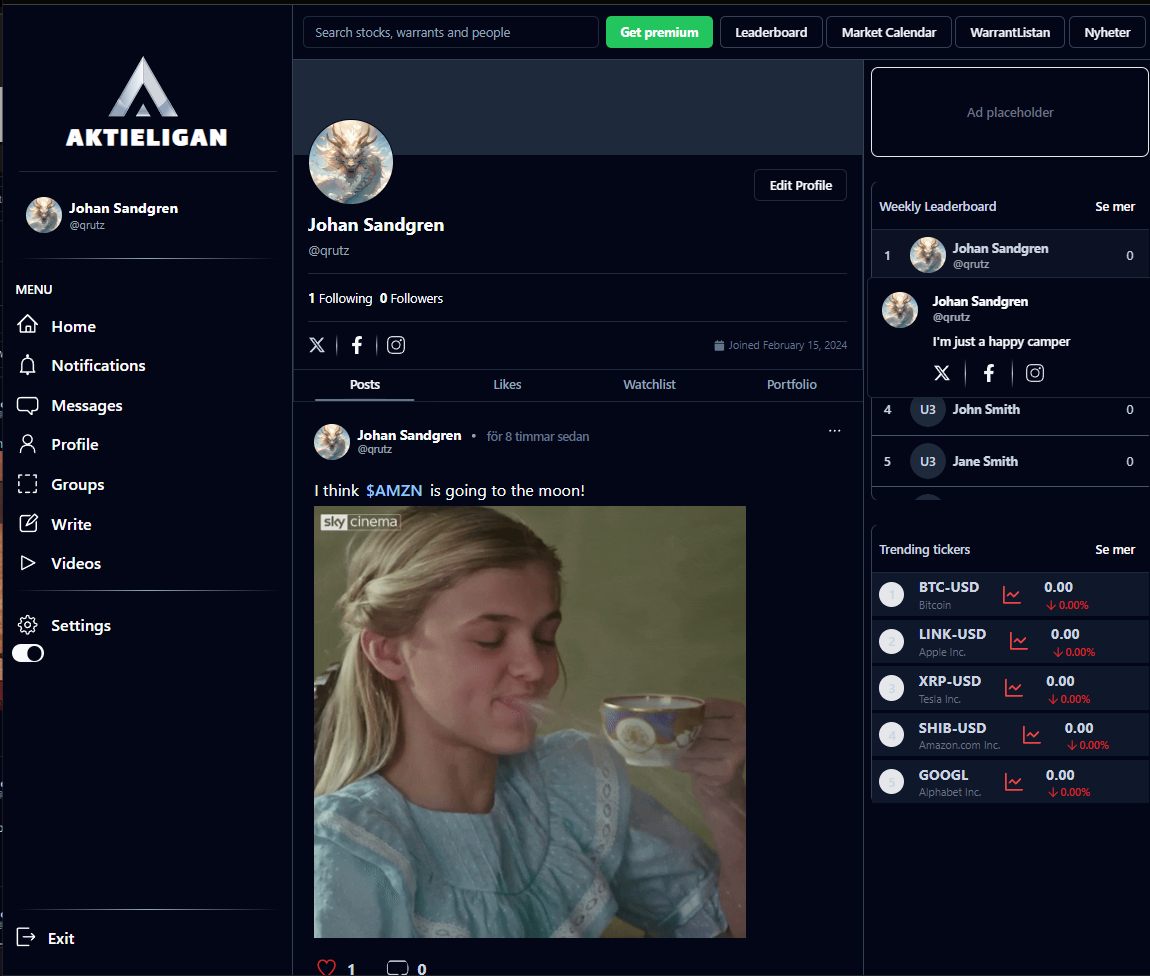 AKTIELIGAN
Johan Sandgren
@qrutz
MENU
Home
Notifications
Messages
Profile
Groups
Write
Videos
Settings
Exit
Search stocks, warrants and people
Get premium
Leaderboard
Market Calendar
WarrantListan
Nyheter
Edit Profile
Johan Sandgren
@qrutz
1 Following 0 Followers
Joined February 15, 2024
Posts
Likes
Watchlist
Portfolio
Johan Sandgren • för 8 timmar sedan
@qrutz
...
I think $AMZN is going to the moon!
sky cinema
1
0
Ad placeholder
Weekly Leaderboard
Se mer
1
Johan Sandgren
@qrutz
0
Johan Sandgren
@qrutz
I'm just a happy camper
4 U3 John Smith 0
5 U3 Jane Smith 0
Trending tickers
Se mer
1 BTC-USD 0.00
Bitcoin 0.00%
2 LINK-USD 0.00
Apple Inc. 0.00%
3 XRP-USD 0.00
Tesla Inc. 0.00%
4 SHIB-USD 0.00
Amazon.com Inc. 0.00%
5 GOOGL 0.00
Alphabet Inc. 0.00%